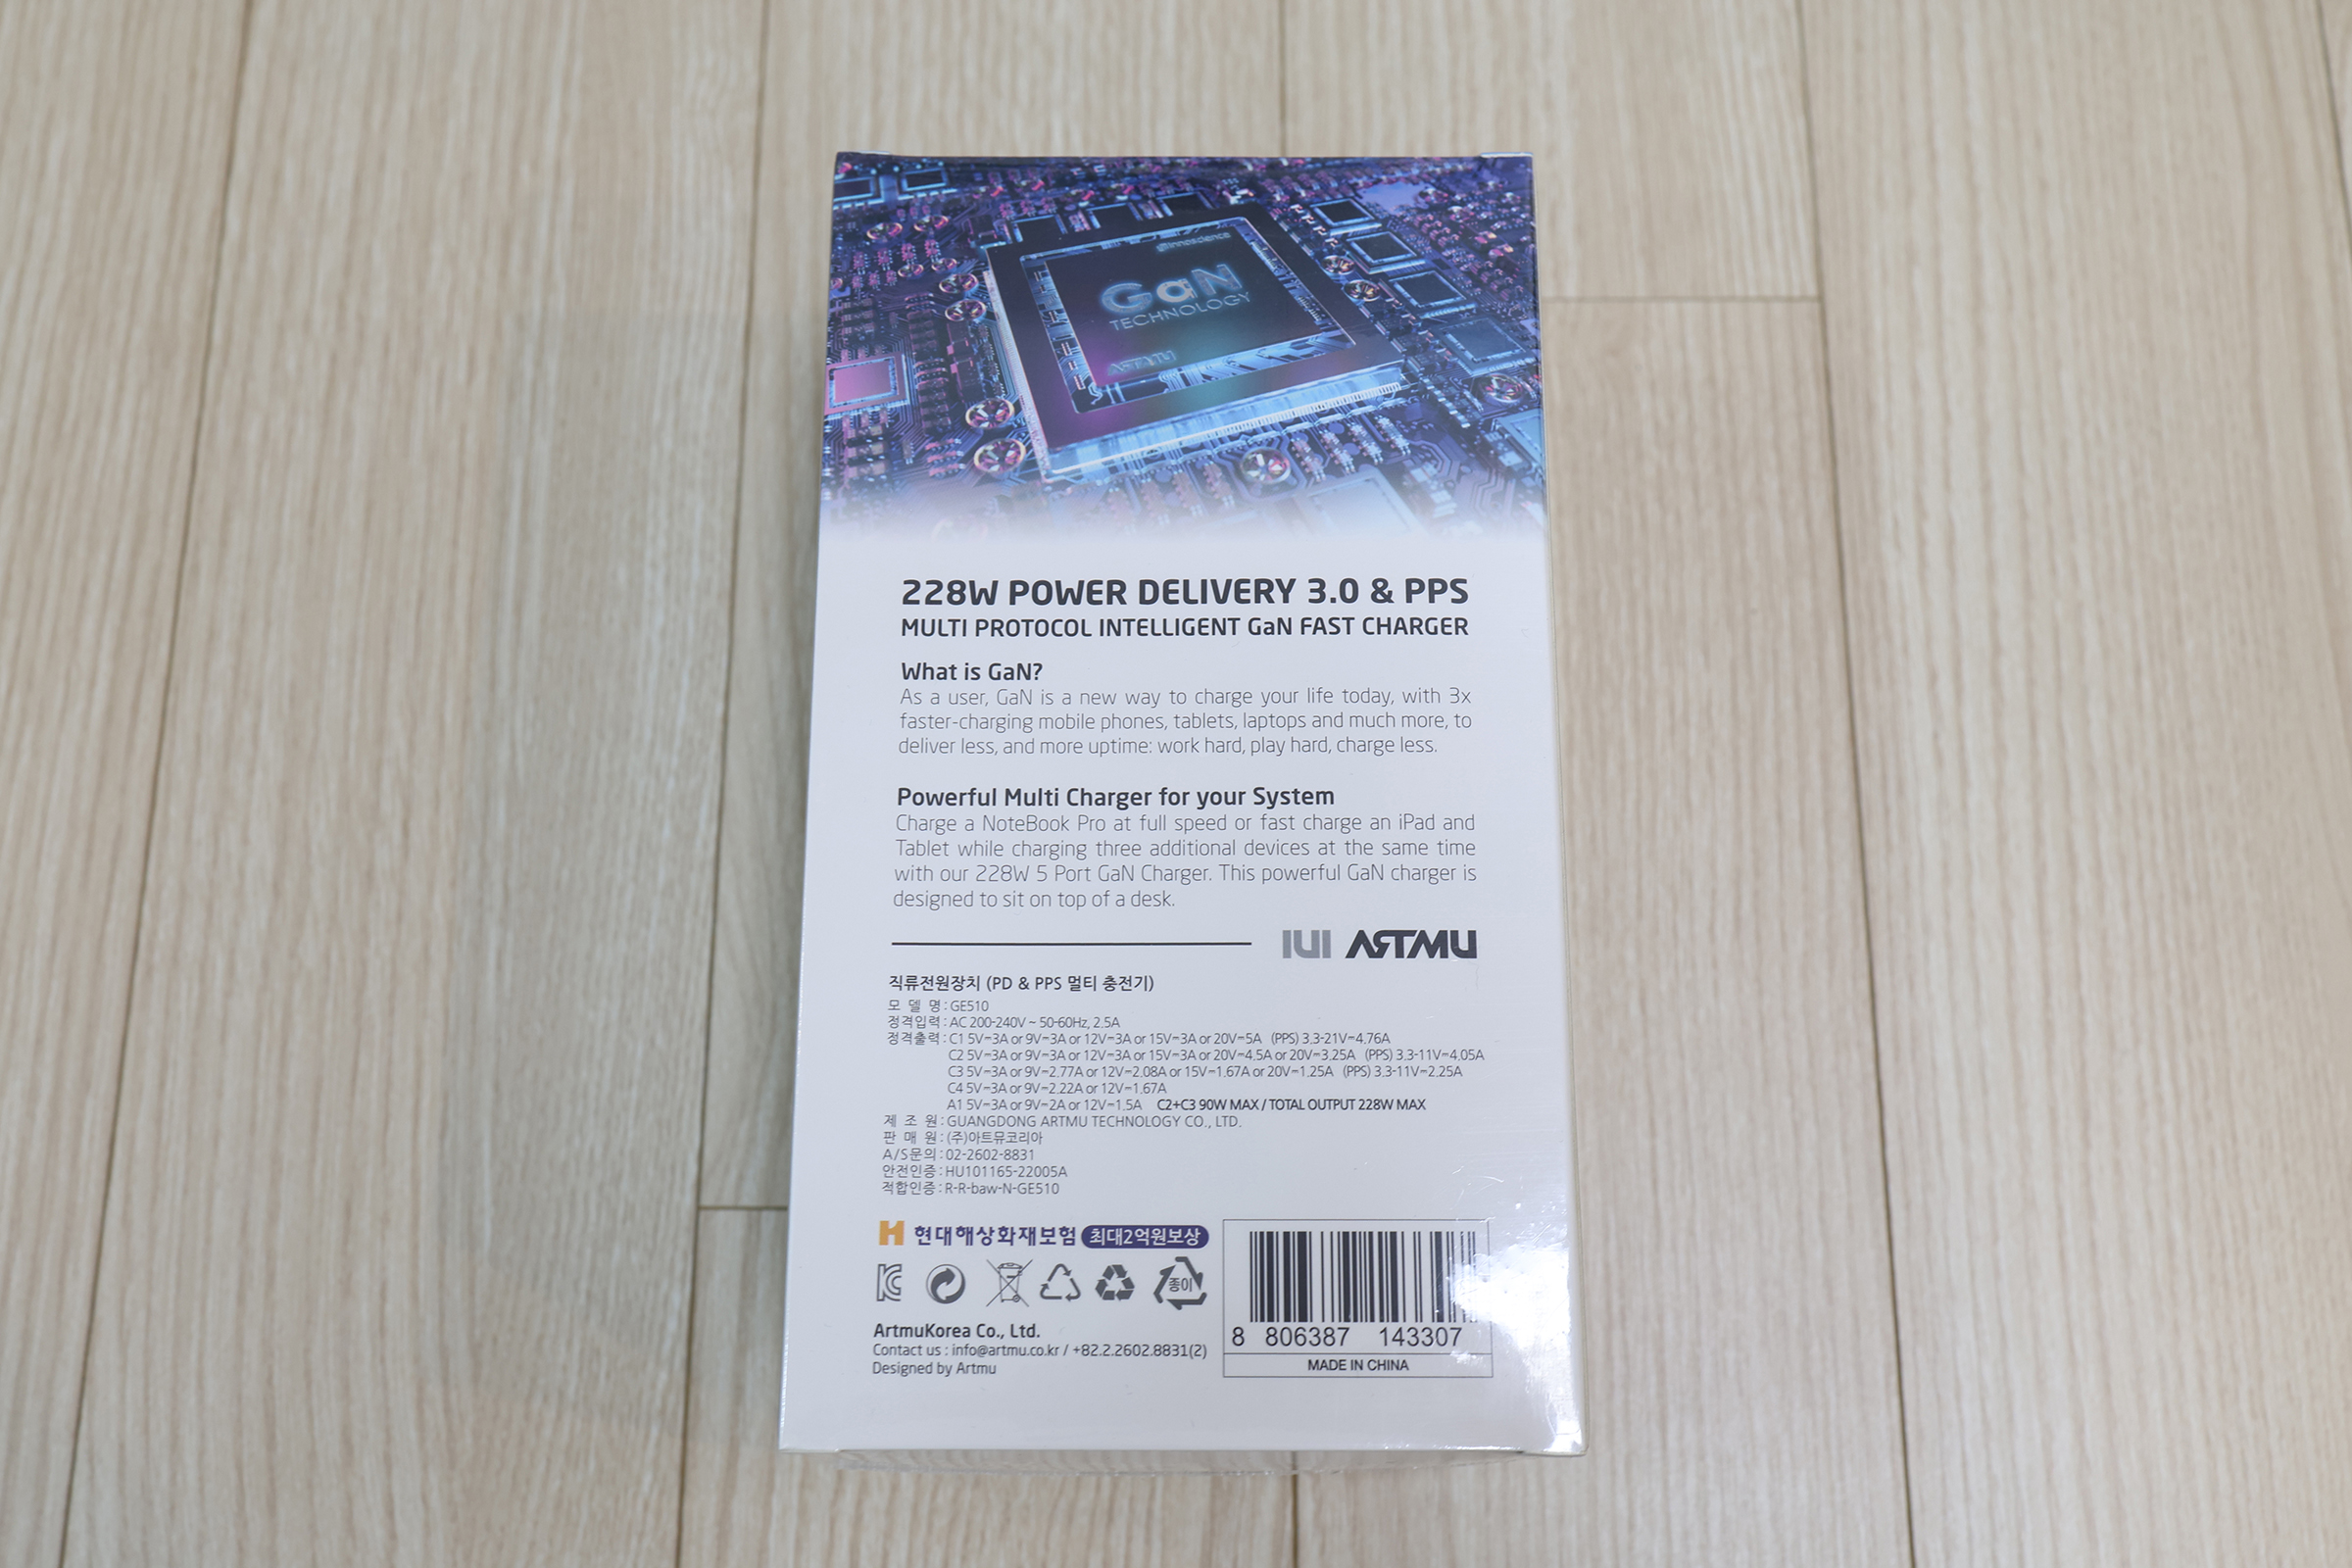 innoscience
GaN
TECHNOLOGY
ARTMU
228W POWER DELIVERY 3.0 & PPS
MULTI PROTOCOL INTELLIGENT GaN FAST CHARGER
What is GaN?
As a user, GaN is a new way to charge your life today, with 3x
faster-charging mobile phones, tablets, laptops and much more, to
deliver less, and more uptime: work hard, play hard, charge less.
Powerful Multi Charger for your System
Charge a NoteBook Pro at full speed or fast charge an iPad and
Tablet while charging three additional devices at the same time
with our 228W 5 Port GaN Charger. This powerful GaN charger is
designed to sit on top of a desk.
ARTMU
직류전원장치 (PD & PPS 멀티 충전기)
모 델 명 : GE510
정격입력 : AC 200-240V ~ 50-60Hz, 2.5A
정격출력 : C1 5V=3A or 9V=3A or 12V=3A or 15V=3A or 20V=5A (PPS) 3.3-21V=4.76A
C2 5V=3A or 9V=3A or 12V=3A or 15V=3A or 20V=4.5A or 20V=3.25A (PPS) 3.3-11V=4.05A
C3 5V=3A or 9V=2.77A or 12V=2.08A or 15V=1.67A or 20V=1.25A (PPS) 3.3-11V=2.25A
C4 5V=3A or 9V=2.22A or 12V=1.67A
A1 5V=3A or 9V=2A or 12V=1.5A C2+C3 90W MAX / TOTAL OUTPUT 228W MAX
제 조 원 : GUANGDONG ARTMU TECHNOLOGY CO., LTD.
판 매 원 : (주)아트뮤코리아
A/S문의 : 02-2602-8831
안전인증 : HU101165-22005A
적합인증 : R-R-baw-N-GE510
현대해상화재보험 최대2억원보상
종이
ArtmuKorea Co., Ltd.
Contact us : info@artmu.co.kr / +82.2.2602.8831(2)
Designed by Artmu
8 806387 143307
MADE IN CHINA